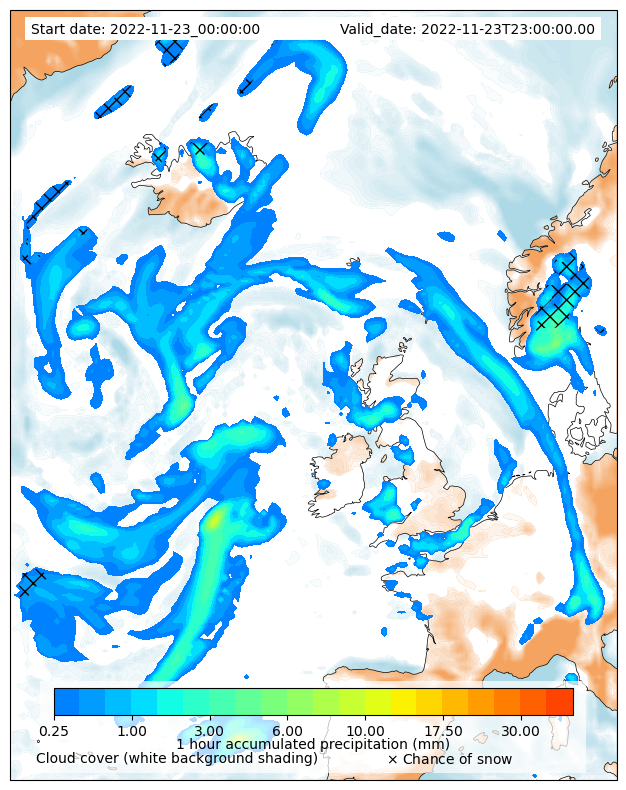 Start date: 2022-11-23_00:00:00 Valid_date: 2022-11-23T23:00:00.00
0.25 1.00 3.00 6.00 10.00 17.50 30.00
1 hour accumulated precipitation (mm)
Cloud cover (white background shading) × Chance of snow